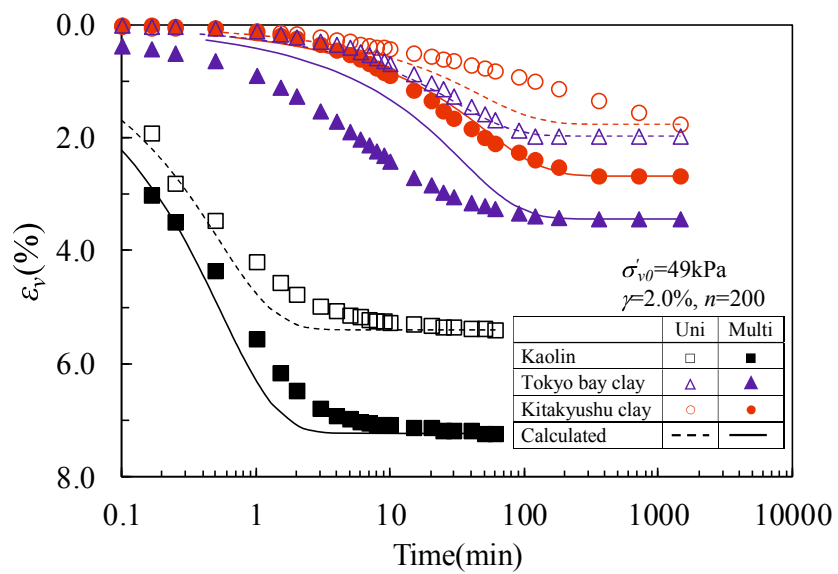 0.0
2.0
4.0
6.0
8.0
εv(%)
0.1
1
10
100
1000
10000
Time(min)
σ'v0=49kPa
γ=2.0%, n=200
Uni Multi
Kaolin
Tokyo bay clay
Kitakyushu clay
Calculated